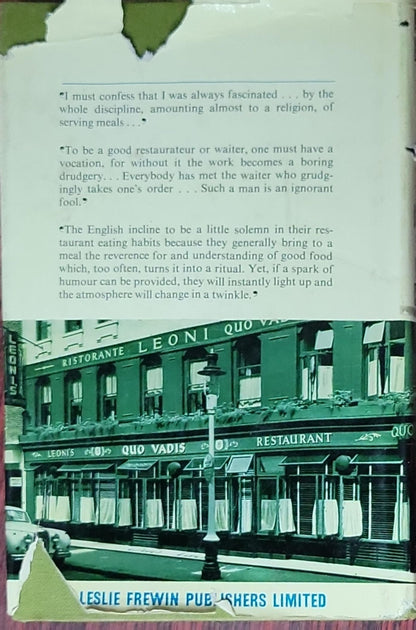 ❝I must confess that I was always fascinated . . . by the
whole discipline, amounting almost to a religion, of
serving meals . . .❞
❝To be a good restaurateur or waiter, one must have a
vocation, for without it the work becomes a boring
drudgery. . . Everybody has met the waiter who grudg-
ingly takes one's order . . . Such a man is an ignorant
fool.❞
❝The English incline to be a little solemn in their res-
taurant eating habits because they generally bring to a
meal the reverence for and understanding of good food
which, too often, turns it into a ritual. Yet, if a spark of
humour can be provided, they will instantly light up and
the atmosphere will change in a twinkle.❞
LEONIS
RISTORANTE LEONI QUO VADIS
LEONI'S QUO VADIS RESTAURANT QUO
LESLIE FREWIN PUBLISHERS LIMITED